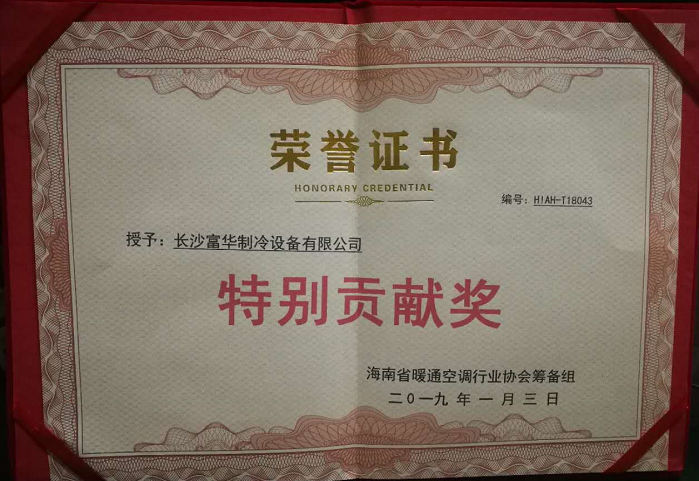 荣誉证书
HONORARY CREDENTIAL
编号：HIAH-T18043
授予：长沙富华制冷设备有限公司
特别贡献奖
海南省暖通空调行业协会筹备组
二0一九年一月三日